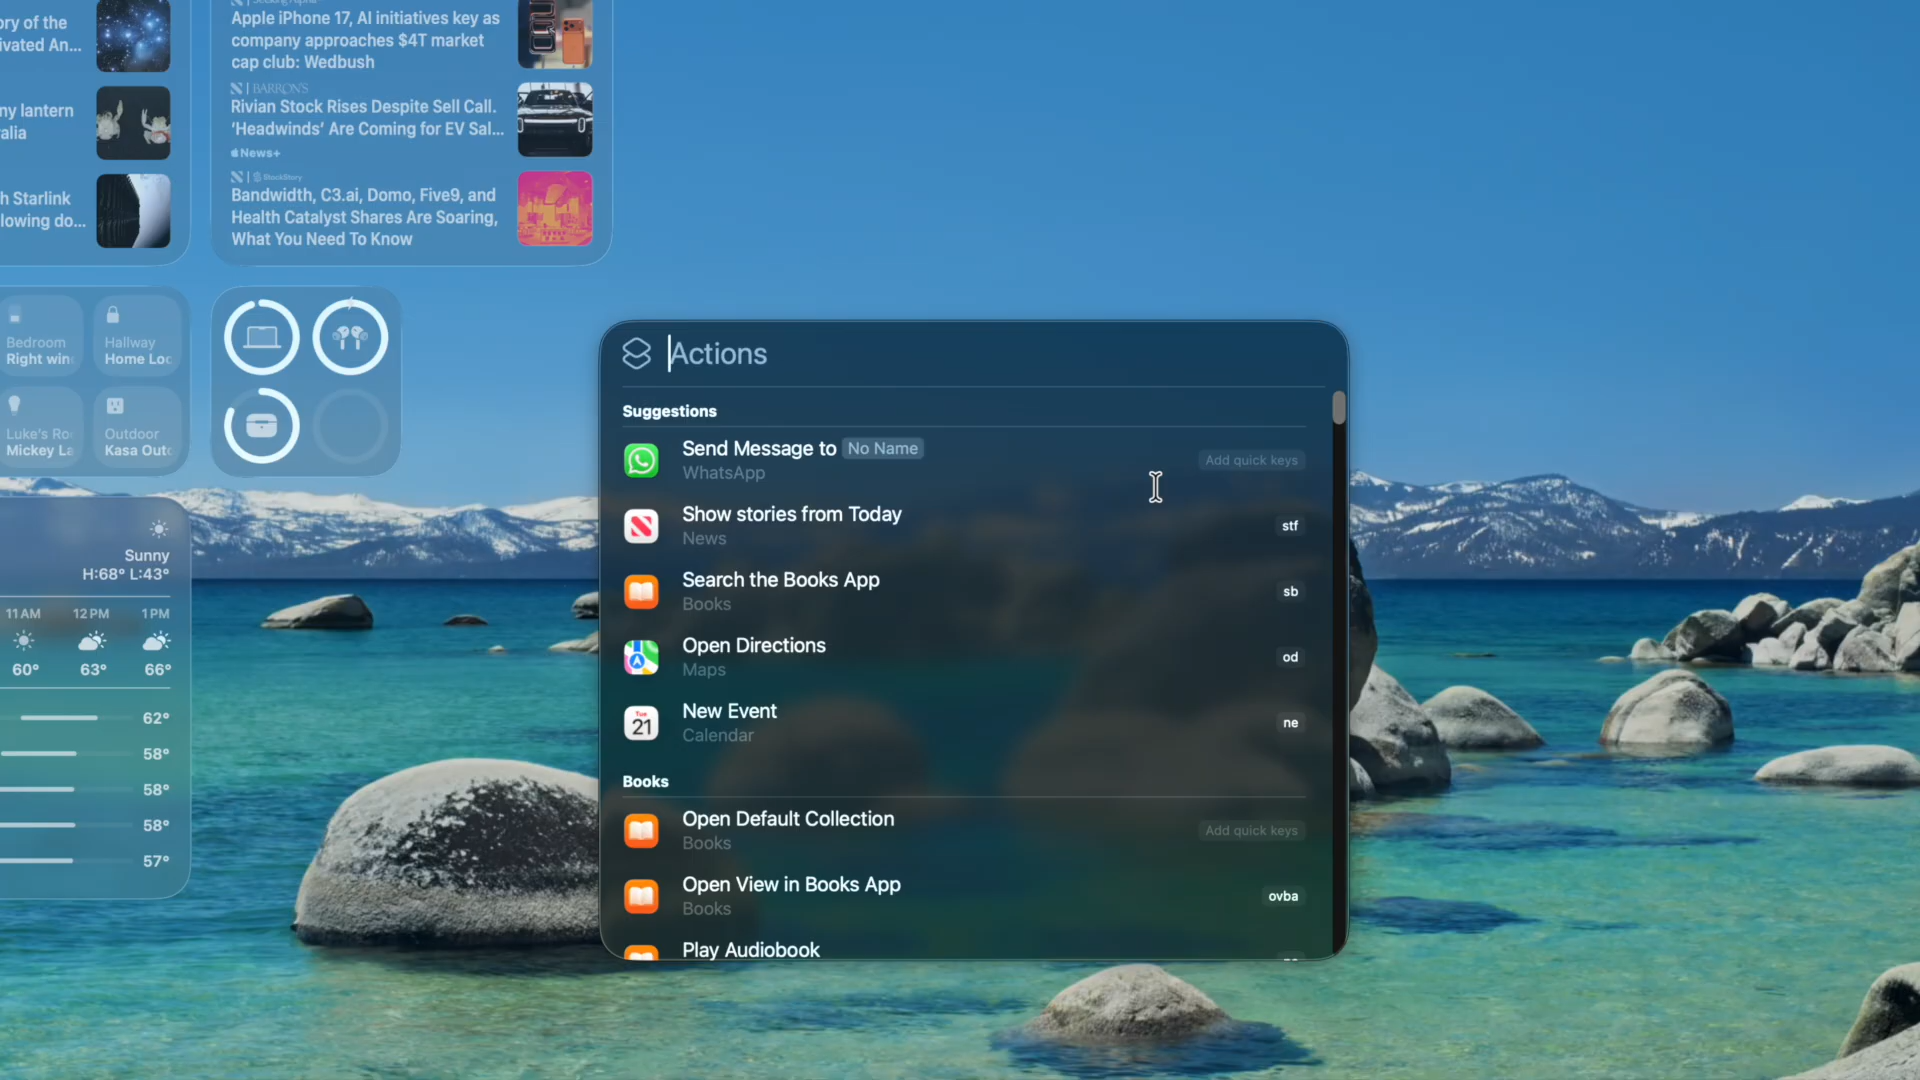 ory of the
ivated An...
ny lantern
alia
h Starlink
lowing do...
Apple iPhone 17, AI initiatives key as
company approaches $4T market
cap club: Wedbush
BARRON'S
Rivian Stock Rises Despite Sell Call.
‘Headwinds’ Are Coming for EV Sal...
News+
StockStory
Bandwidth, C3.ai, Domo, Five9, and
Health Catalyst Shares Are Soaring,
What You Need To Know
Bedroom
Right win
Hallway
Home Loc
Luke's Ro
Mickey La
Outdoor
Kasa Out
Sunny
H:68° L:43°
11 AM 12 PM 1 PM
60° 63° 66°
62°
58°
58°
58°
57°
Actions
Suggestions
Send Message to No Name
WhatsApp
Add quick keys
Show stories from Today
News
stf
Search the Books App
Books
sb
Open Directions
Maps
od
Tue
21
New Event
Calendar
ne
Books
Open Default Collection
Books
Add quick keys
Open View in Books App
Books
ovba
Play Audiobook